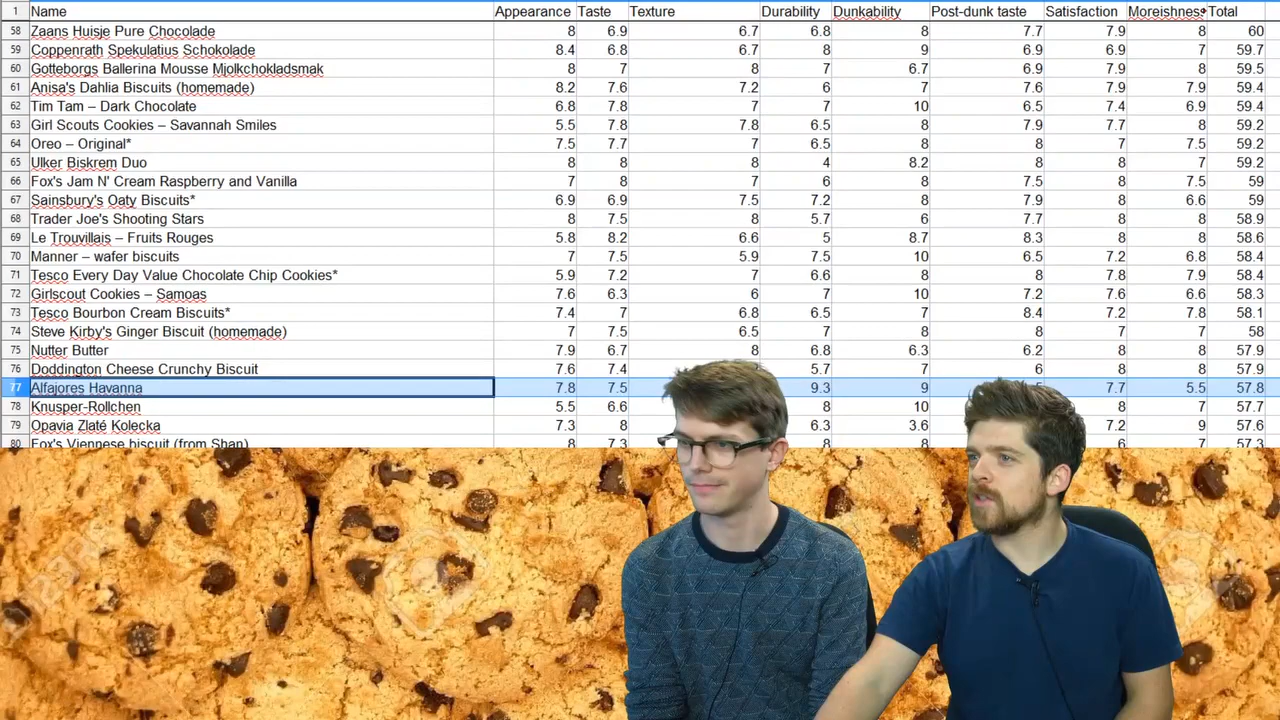 1 Name Appearance Taste Texture Durability Dunkability Post-dunk taste Satisfaction Moreishness Total
58 Zaans Huisje Pure Chocolade 8 6.9 6.7 6.8 8 7.7 7.9 8 60
59 Coppenrath Spekulatius Schokolade 8.4 6.8 6.7 8 9 6.9 6.9 7 59.7
60 Gotteborgs Ballerina Mousse Mjolkchokladsmak 8 7 8 7 6.7 6.9 7.9 8 59.5
61 Anisa's Dahlia Biscuits (homemade) 8.2 7.6 7.2 6 7 7.6 7.9 7.9 59.4
62 Tim Tam – Dark Chocolate 6.8 7.8 7 7 10 6.5 7.4 6.9 59.4
63 Girl Scouts Cookies – Savannah Smiles 5.5 7.8 7.8 6.5 8 7.9 7.7 8 59.2
64 Oreo – Original* 7.5 7.7 7 6.5 8 8 7 7.5 59.2
65 Ulker Biskrem Duo 8 8 8 4 8.2 8 8 7 59.2
66 Fox's Jam N' Cream Raspberry and Vanilla 7 8 7 6 8 7.5 8 7.5 59
67 Sainsbury's Oaty Biscuits* 6.9 6.9 7.5 7.2 8 7.9 8 6.6 59
68 Trader Joe's Shooting Stars 8 7.5 8 5.7 6 7.7 8 8 58.9
69 Le Trouvillais – Fruits Rouges 5.8 8.2 6.6 5 8.7 8.3 8 8 58.6
70 Manner – wafer biscuits 7 7.5 5.9 7.5 10 6.5 7.2 6.8 58.4
71 Tesco Every Day Value Chocolate Chip Cookies* 5.9 7.2 7 6.6 8 8 7.8 7.9 58.4
72 Girlscout Cookies – Samoas 7.6 6.3 6 7 10 7.2 7.6 6.6 58.3
73 Tesco Bourbon Cream Biscuits* 7.4 7 6.8 6.5 7 8.4 7.2 7.8 58.1
74 Steve Kirby's Ginger Biscuit (homemade) 7 7.5 6.5 7 8 8 7 7 58
75 Nutter Butter 7.9 6.7 8 6.8 6.3 6.2 8 8 57.9
76 Doddington Cheese Crunchy Biscuit 7.6 7.4 5.7 7 6 8 8 57.9
77 Alfajores Havanna 7.8 7.5 9.3 9 5 7.7 5.5 57.8
78 Knusper-Rollchen 5.5 6.6 8 10 8 7 57.7
79 Opavia Zlaté Kolecka 7.3 8 6.3 3.6 7.2 9 57.6
80 Fox's Viennese biscuit (from Shan) 8 7.3 8 8 6 7 57.3